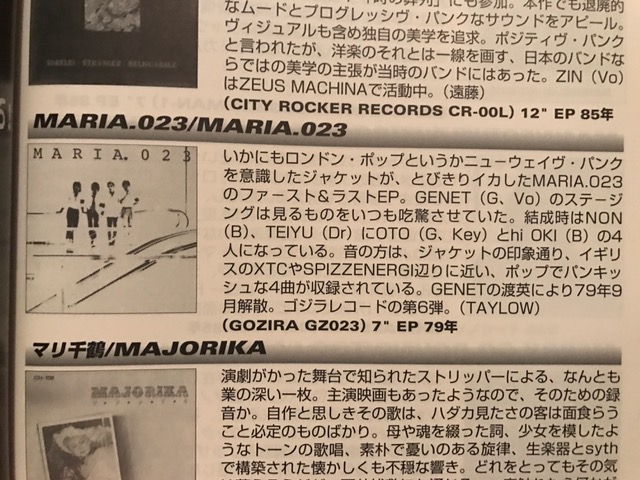 なムードとプログレッシヴ・パンクなサウンドをアピール。
ヴィジュアルも含め独自の美学を追求。ポジティヴ・パンク
と言われたが、洋楽のそれとは一線を画す、日本のバンドな
らではの美学の主張が当時のバンドにはあった。ZIN（Vo）
はZEUS MACHINAで活動中。（遠藤）
(CITY ROCKER RECORDS CR-00L) 12" EP 85年
MARIA.023/MARIA.023
MARIA.023
いかにもロンドン・ポップというかニューウェイヴ・パンク
を意識したジャケットが、とびきりイカしたMARIA.023
のファースト＆ラストEP。GENET（G、Vo）のステージ
ングは見るものをいつも吃驚させていた。結成時はNON
（B）、TEIYU（Dr）にOTO（G、Key）とhi OKI（B）の4
人になっている。音の方は、ジャケットの印象通り、イギリ
スのXTCやSPIZZENERGI辺りに近い、ポップでパンキッ
シュな4曲が収録されている。GENETの渡英により79年9
月解散。ゴジラレコードの第6弾。（TAYLOW）
(GOZIRA GZ023) 7" EP 79年
マリ千鶴/MAJORIKA
MAJORIKA
演劇がかった舞台で知られたストリッパーによる、なんとも
業の深い一枚。主演映画もあったようなので、そのための録
音か。自作と思しきその歌は、ハダカ見たさの客は面食らう
こと必定のものばかり。母や魂を綴った詞、少女を模したよ
うなトーンの歌唱、素朴で憂いのある旋律、生楽器とsyth
で構築された懐かしくも不穏な響き。どれをとってもその気